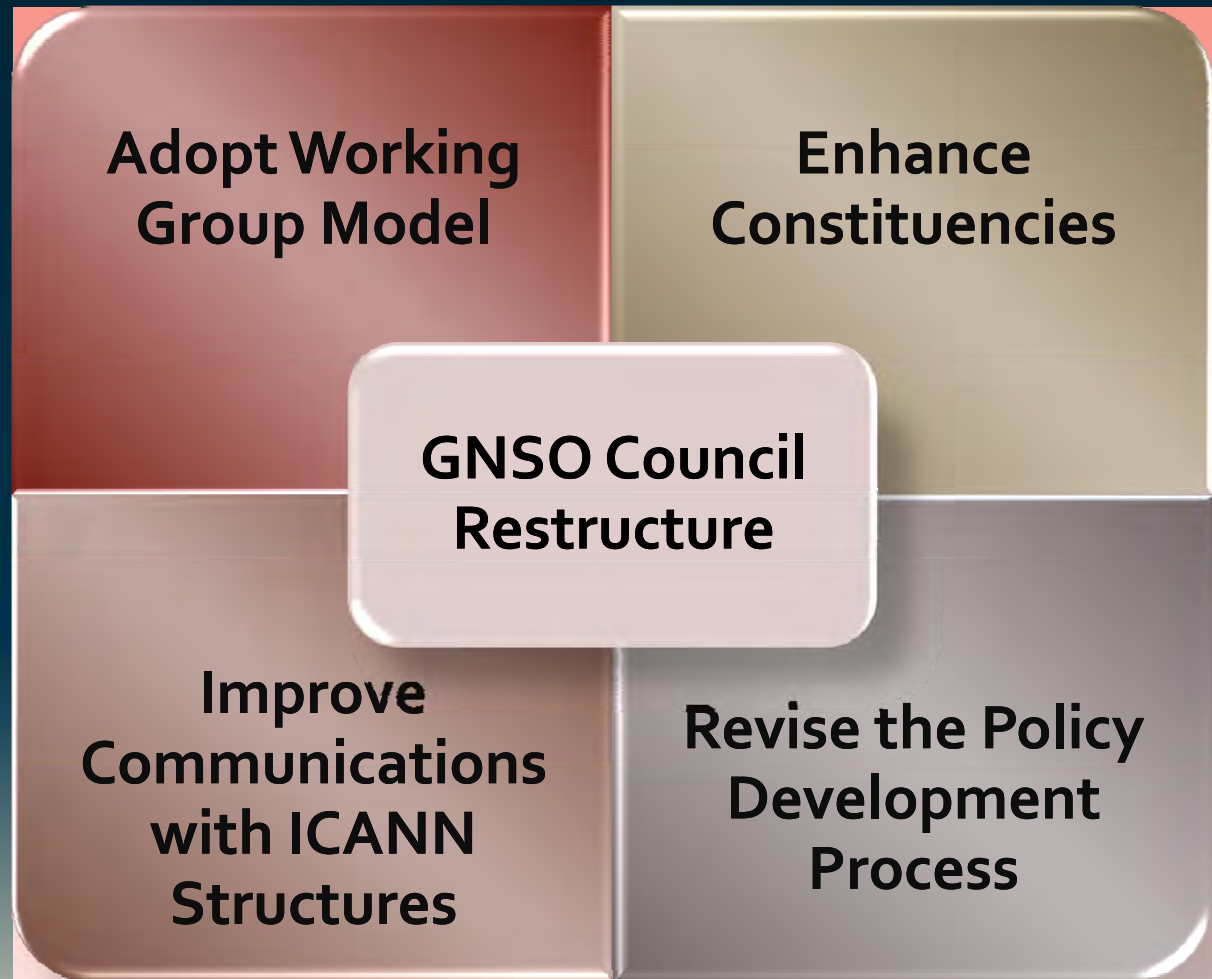 Adopt Working
Group Model
Enhance
Constituencies
GNSO Council
Restructure
Improve
Communications
with ICANN
Structures
Revise the Policy
Development
Process